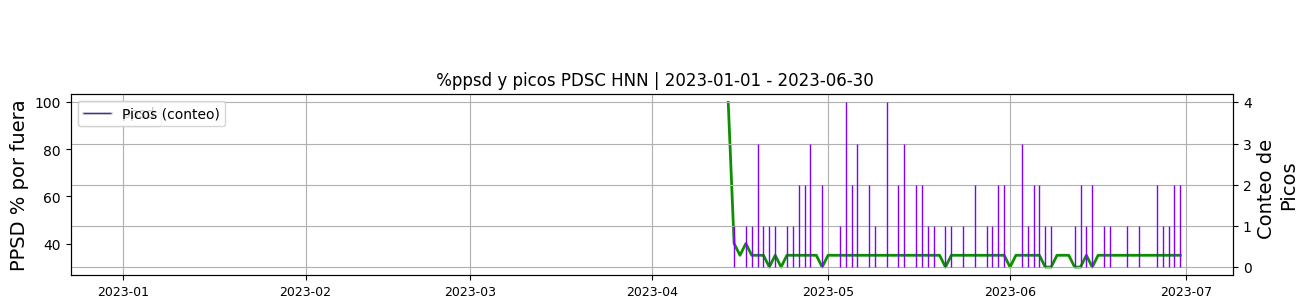 %ppsd y picos PDSC HNN | 2023-01-01 - 2023-06-30
PPSD % por fuera
100
80
60
40
Picos (conteo)
4
3
2
1
0
Conteo de
Picos
2023-01 2023-02 2023-03 2023-04 2023-05 2023-06 2023-07